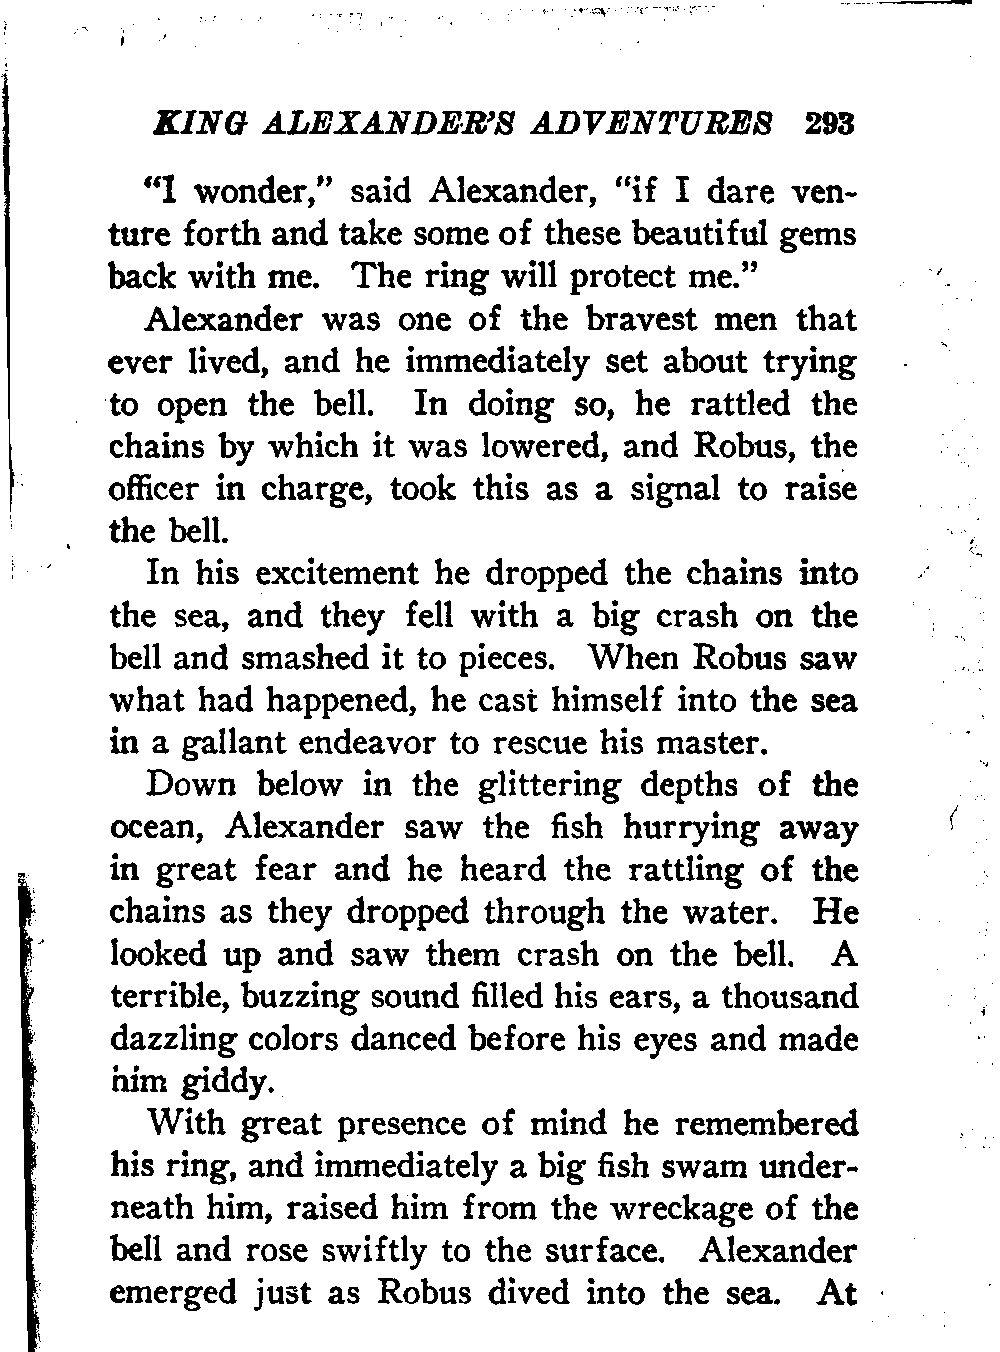 KING ALEXANDER'S ADVENTURES 293
"I wonder," said Alexander, "if I dare ven-
ture forth and take some of these beautiful gems
back with me. The ring will protect me."
Alexander was one of the bravest men that
ever lived, and he immediately set about trying
to open the bell. In doing so, he rattled the
chains by which it was lowered, and Robus, the
officer in charge, took this as a signal to raise
the bell.
In his excitement he dropped the chains into
the sea, and they fell with a big crash on the
bell and smashed it to pieces. When Robus saw
what had happened, he cast himself into the sea
in a gallant endeavor to rescue his master.
Down below in the glittering depths of the
ocean, Alexander saw the fish hurrying away
in great fear and he heard the rattling of the
chains as they dropped through the water. He
looked up and saw them crash on the bell. A
terrible, buzzing sound filled his ears, a thousand
dazzling colors danced before his eyes and made
him giddy.
With great presence of mind he remembered
his ring, and immediately a big fish swam under-
neath him, raised him from the wreckage of the
bell and rose swiftly to the surface. Alexander
emerged just as Robus dived into the sea. At